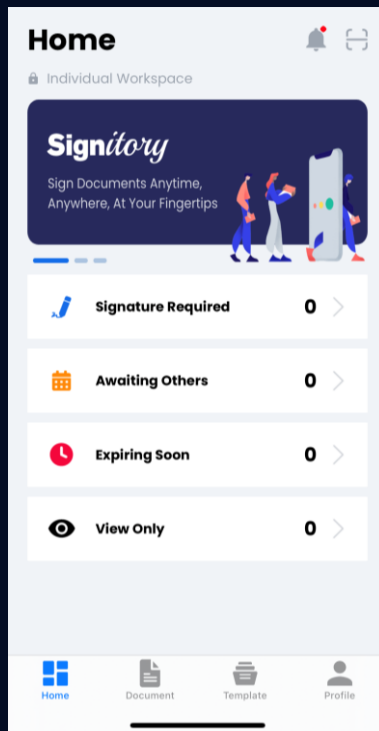 Home
Individual Workspace
Signitory
Sign Documents Anytime,
Anywhere, At Your Fingertips
Signature Required 0
Awaiting Others 0
Expiring Soon 0
View Only 0
Home Document Template Profile